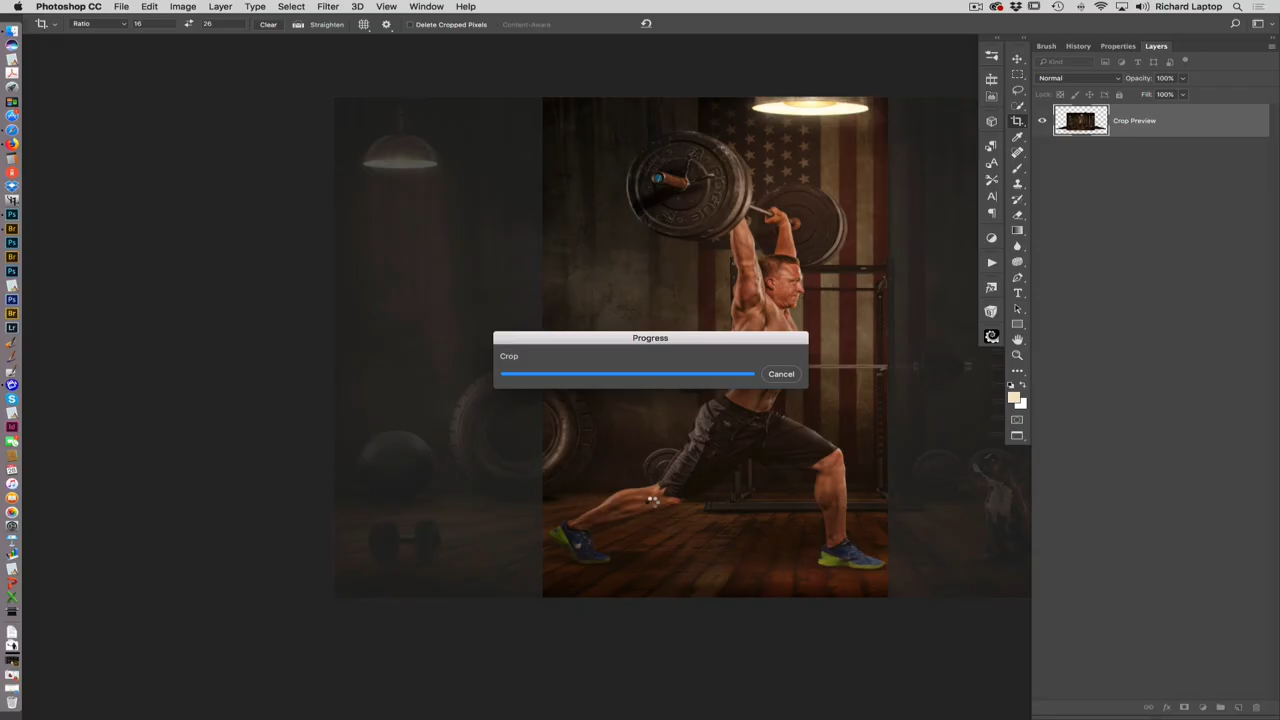 Photoshop CC File Edit Image Layer Type Select Filter 3D View Window Help Richard Laptop
Ratio 16 26 Clear Straighten Delete Cropped Pixels Content-Aware
Brush History Properties Layers
Kind
Normal Opacity: 100%
Lock: Fill: 100%
Crop Preview
Progress
Crop
Cancel